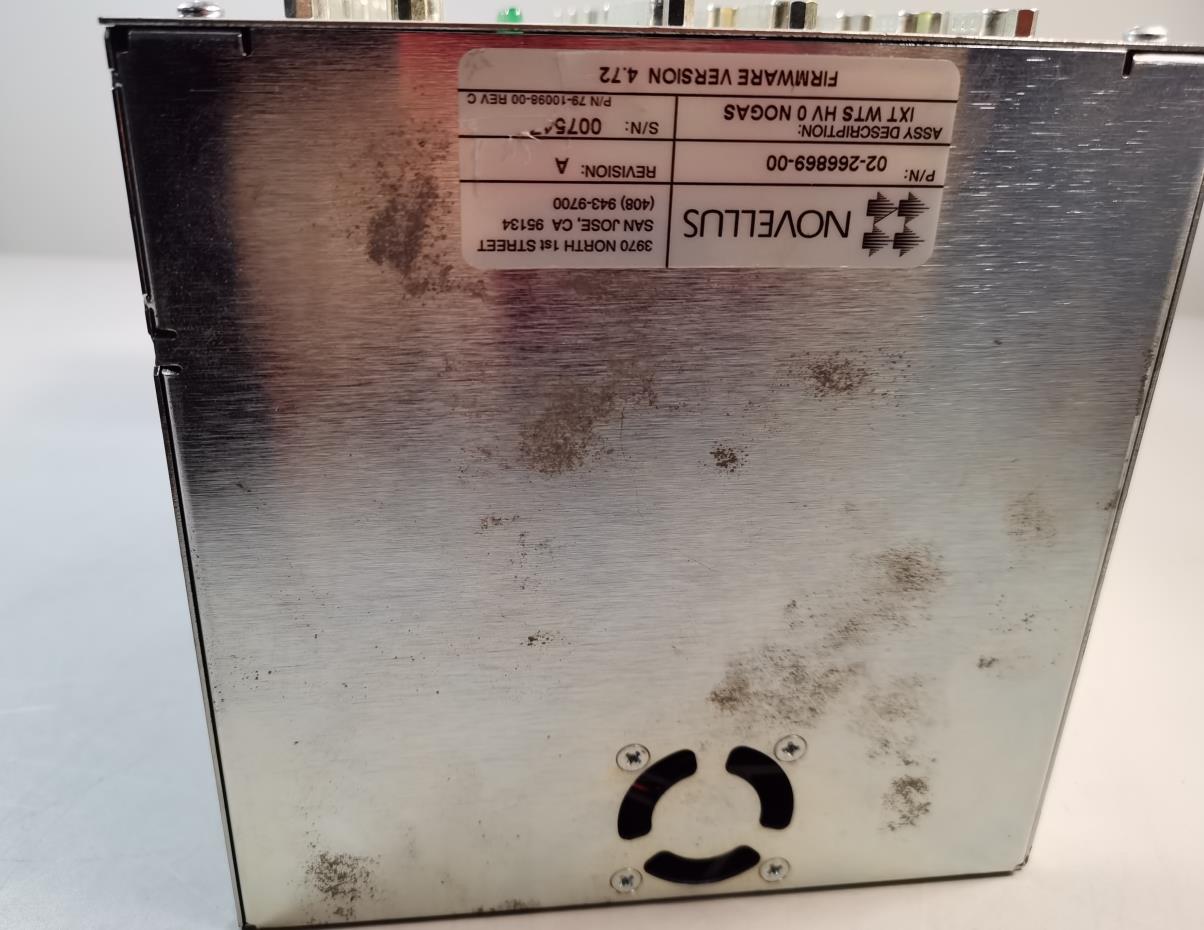 NOVELLUS
3970 NORTH 1st STREET
SAN JOSE, CA 95134
(408) 943-9700
P/N: 02-266869-00
REVISION: A
ASSY DESCRIPTION:
IXT WTS HV 0 NOGAS
S/N:
P/N 79-10098-00 REV C
FIRMWARE VERSION 4.72